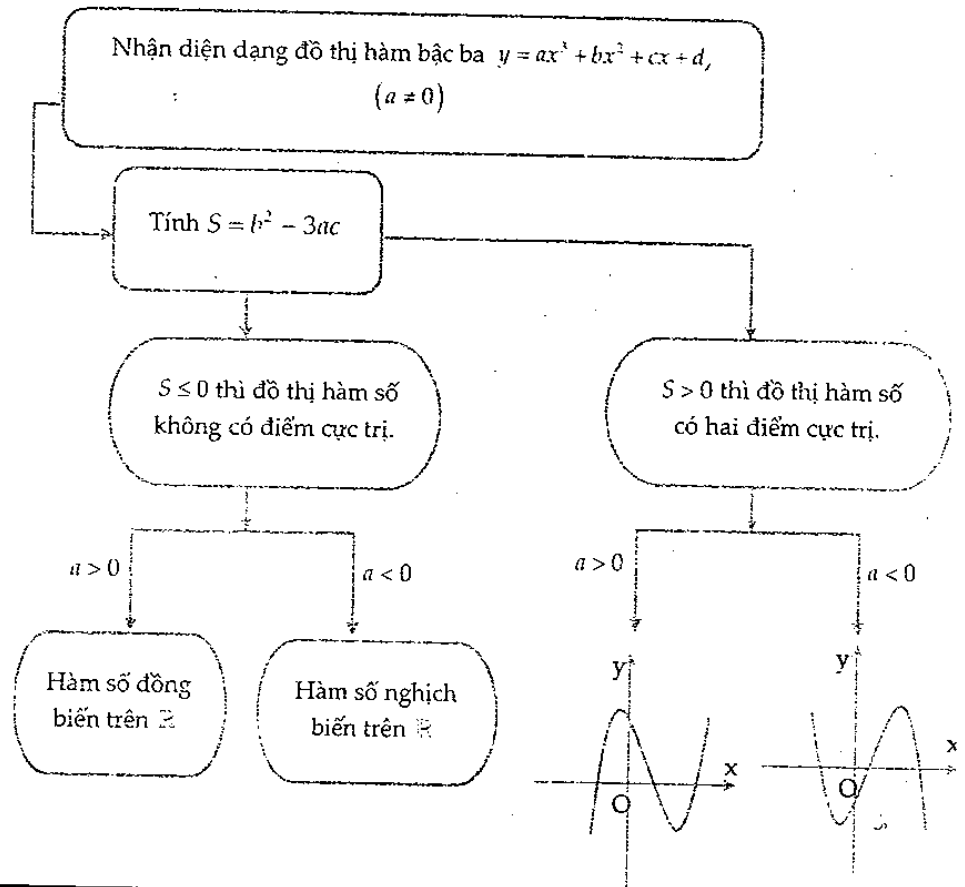 Nhận diện dạng đồ thị hàm bậc ba y = ax³ + bx² + cx + d,
(a ≠ 0)
Tính S = b² − 3ac
S ≤ 0 thì đồ thị hàm số
không có điểm cực trị.
S > 0 thì đồ thị hàm số
có hai điểm cực trị.
a > 0
a < 0
a > 0
a < 0
Hàm số đồng
biến trên ℝ
Hàm số nghịch
biến trên ℝ
y
x
O
y
x
O